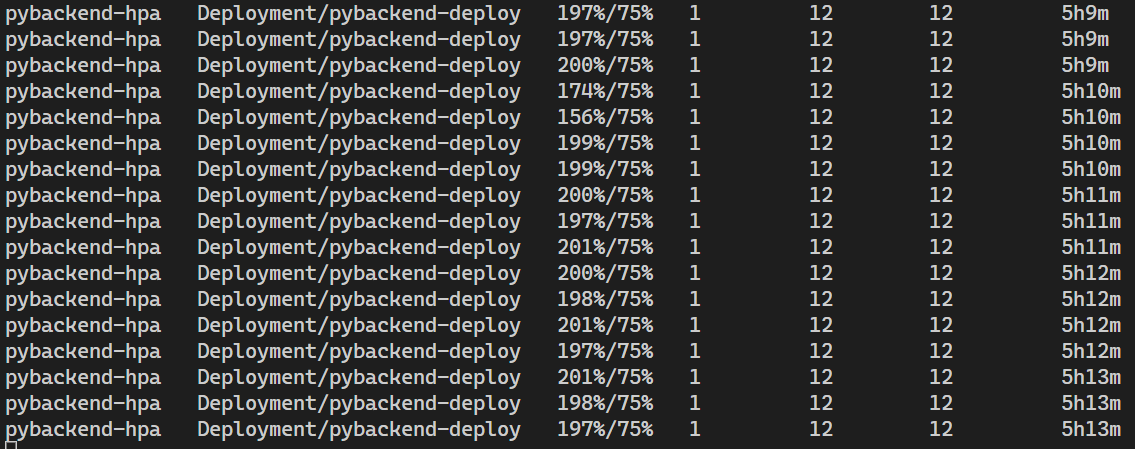 pybackend-hpa   Deployment/pybackend-deploy   197%/75%   1         12        12         5h9m
pybackend-hpa   Deployment/pybackend-deploy   197%/75%   1         12        12         5h9m
pybackend-hpa   Deployment/pybackend-deploy   200%/75%   1         12        12         5h9m
pybackend-hpa   Deployment/pybackend-deploy   174%/75%   1         12        12         5h10m
pybackend-hpa   Deployment/pybackend-deploy   156%/75%   1         12        12         5h10m
pybackend-hpa   Deployment/pybackend-deploy   199%/75%   1         12        12         5h10m
pybackend-hpa   Deployment/pybackend-deploy   199%/75%   1         12        12         5h10m
pybackend-hpa   Deployment/pybackend-deploy   200%/75%   1         12        12         5h11m
pybackend-hpa   Deployment/pybackend-deploy   197%/75%   1         12        12         5h11m
pybackend-hpa   Deployment/pybackend-deploy   201%/75%   1         12        12         5h11m
pybackend-hpa   Deployment/pybackend-deploy   200%/75%   1         12        12         5h12m
pybackend-hpa   Deployment/pybackend-deploy   198%/75%   1         12        12         5h12m
pybackend-hpa   Deployment/pybackend-deploy   201%/75%   1         12        12         5h12m
pybackend-hpa   Deployment/pybackend-deploy   197%/75%   1         12        12         5h12m
pybackend-hpa   Deployment/pybackend-deploy   201%/75%   1         12        12         5h13m
pybackend-hpa   Deployment/pybackend-deploy   198%/75%   1         12        12         5h13m
pybackend-hpa   Deployment/pybackend-deploy   197%/75%   1         12        12         5h13m